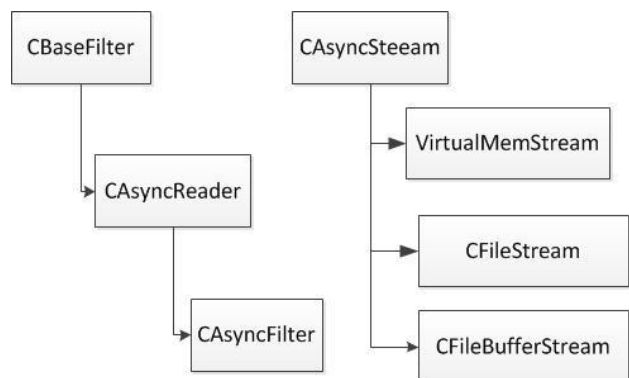 CBaseFilter
CAsyncSteeam
VirtualMemStream
CAsyncReader
CFileStream
CAsyncFilter
CFileBufferStream